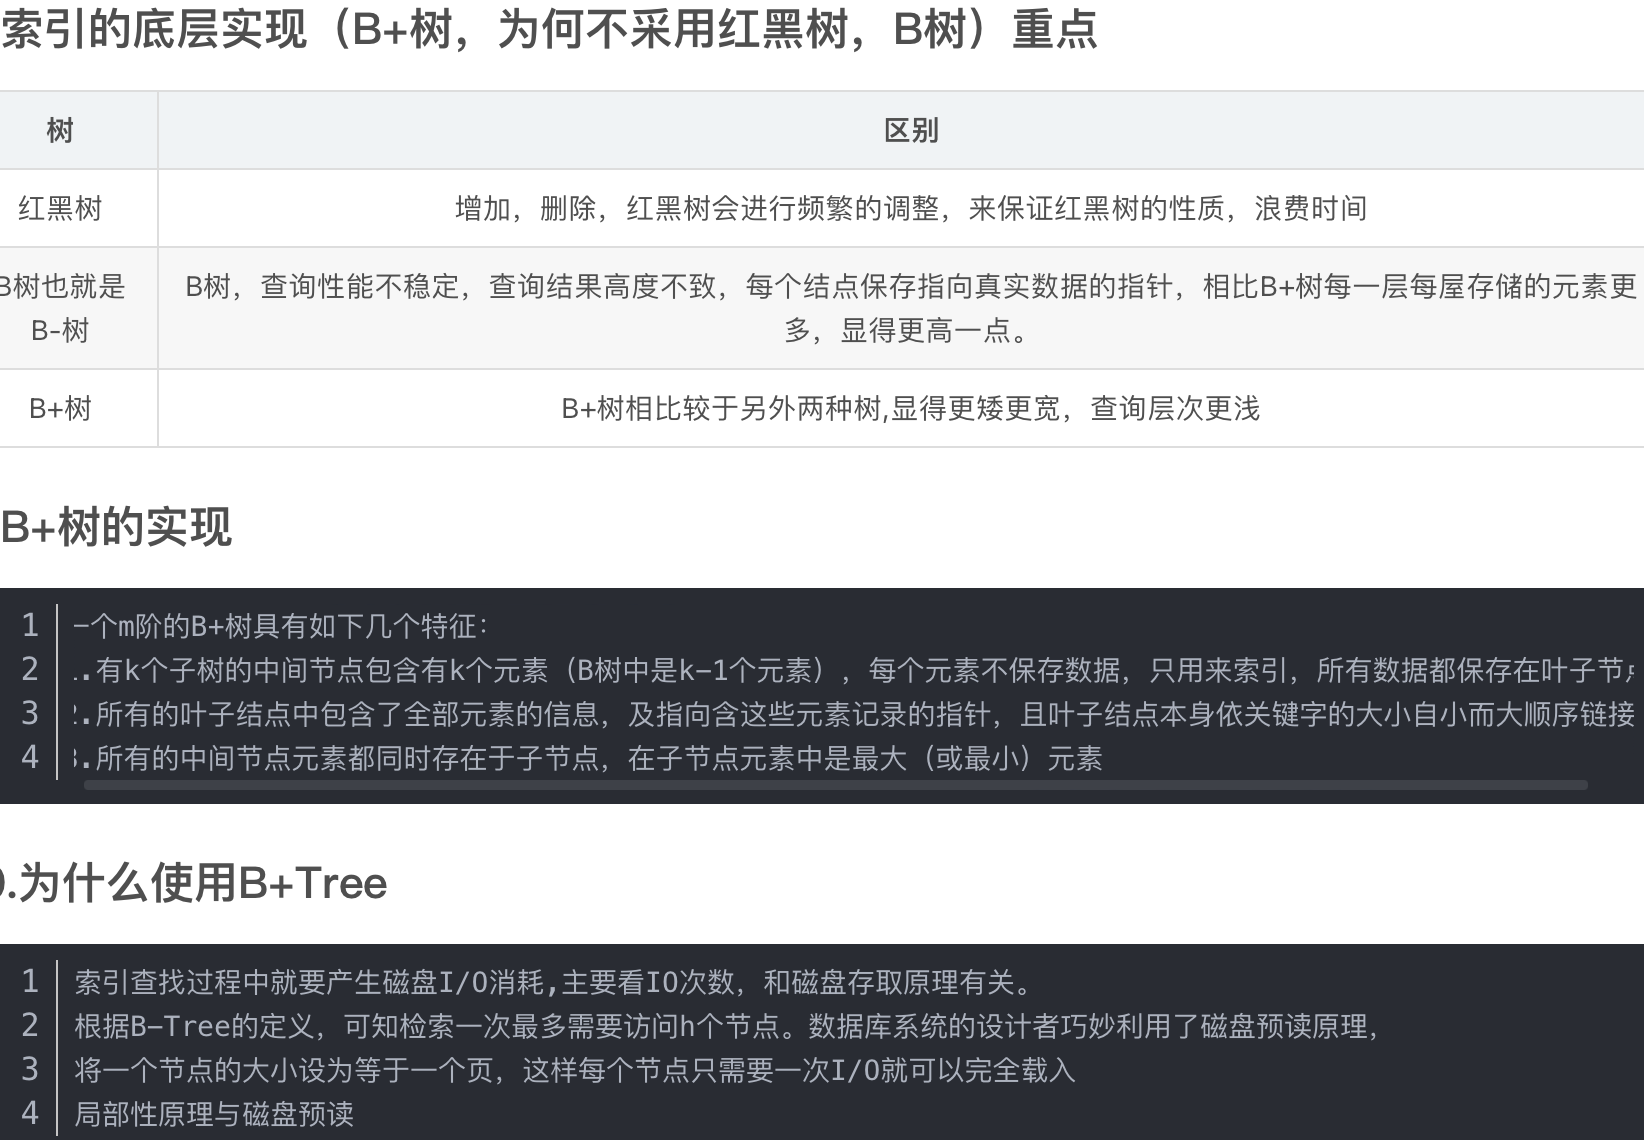 索引的底层实现（B+树，为何不采用红黑树，B树）重点
树
区别
红黑树
增加，删除，红黑树会进行频繁的调整，来保证红黑树的性质，浪费时间
B树也就是
B-树
B树，查询性能不稳定，查询结果高度不致，每个结点保存指向真实数据的指针，相比B+树每一层每屋存储的元素更
多，显得更高一点。
B+树
B+树相比较于另外两种树,显得更矮更宽，查询层次更浅
B+树的实现
1 一个m阶的B+树具有如下几个特征：
2 1.有k个子树的中间节点包含有k个元素（B树中是k-1个元素），每个元素不保存数据，只用来索引，所有数据都保存在叶子节点
3 2.所有的叶子结点中包含了全部元素的信息，及指向含这些元素记录的指针，且叶子结点本身依关键字的大小自小而大顺序链接
4 3.所有的中间节点元素都同时存在于子节点，在子节点元素中是最大（或最小）元素
.为什么使用B+Tree
1 索引查找过程中就要产生磁盘I/O消耗,主要看IO次数，和磁盘存取原理有关。
2 根据B-Tree的定义，可知检索一次最多需要访问h个节点。数据库系统的设计者巧妙利用了磁盘预读原理，
3 将一个节点的大小设为等于一个页，这样每个节点只需要一次I/O就可以完全载入
4 局部性原理与磁盘预读